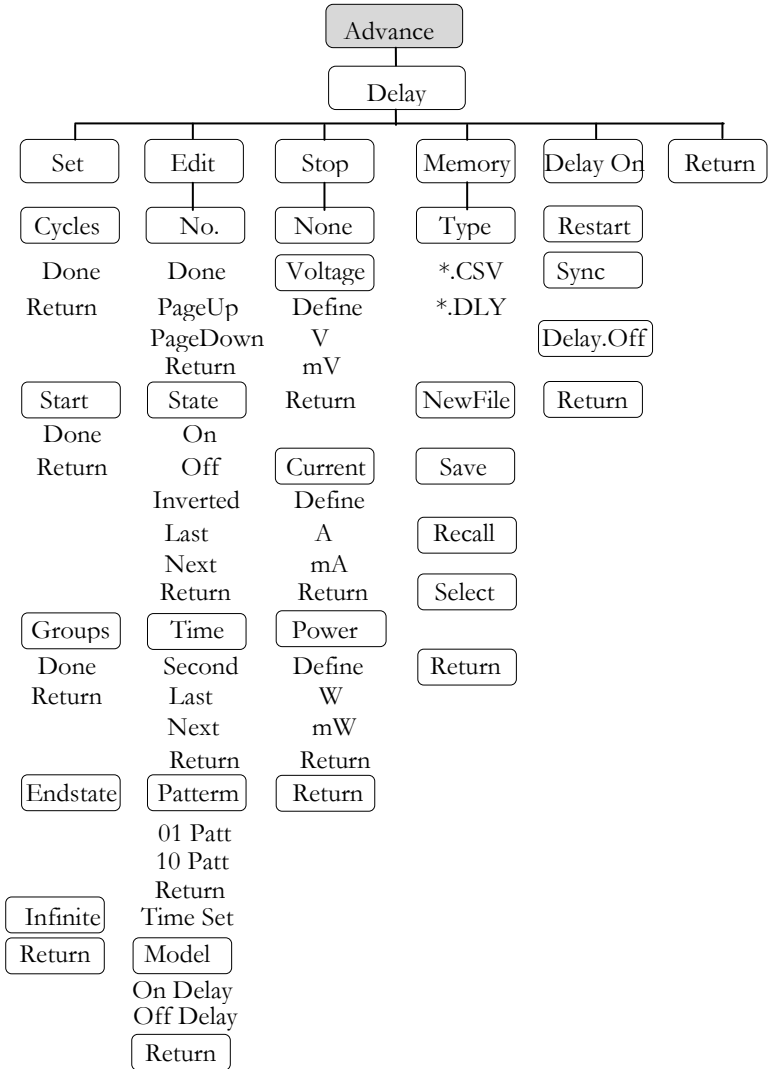 Advance
Delay
Set
Cycles
Done
Return
Start
Done
Return
Groups
Done
Return
Endstate
Infinite
Return
Edit
No.
Done
PageUp
PageDown
Return
State
On
Off
Inverted
Last
Next
Return
Time
Second
Last
Next
Return
Patterm
01 Patt
10 Patt
Return
Time Set
Model
On Delay
Off Delay
Return
Stop
None
Voltage
Define
V
mV
Return
Current
Define
A
mA
Return
Power
Define
W
mW
Return
Return
Memory
Type
*.CSV
*.DLY
NewFile
Save
Recall
Select
Return
Delay On
Restart
Sync
Delay.Off
Return
Return